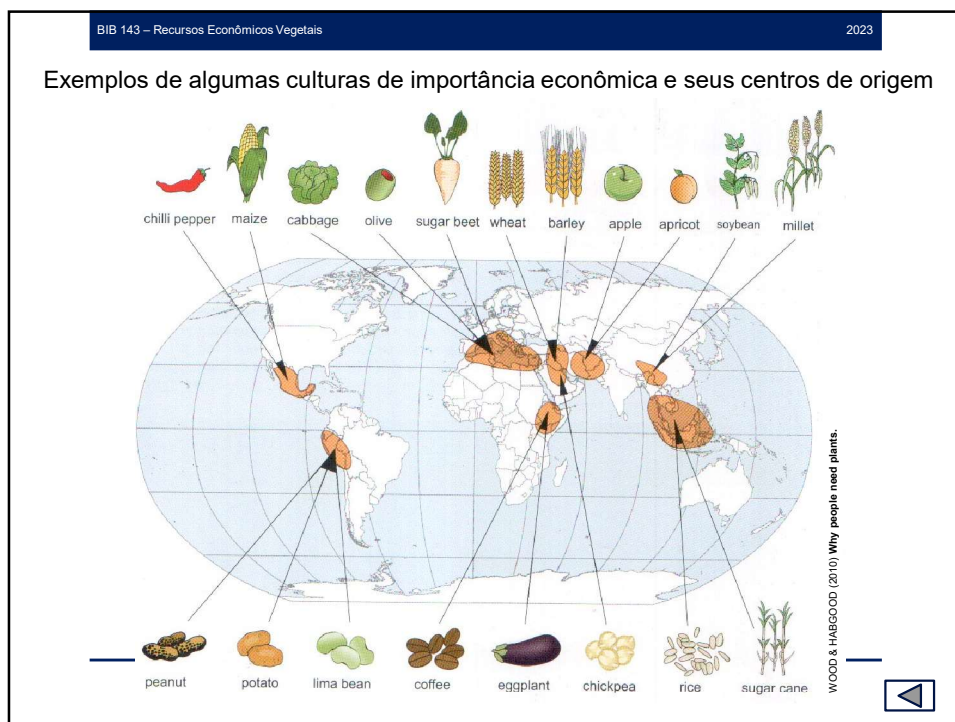 BIB 143 – Recursos Econômicos Vegetais 2023
Exemplos de algumas culturas de importância econômica e seus centros de origem
chilli pepper maize cabbage olive sugar beet wheat barley apple apricot soybean millet
WOOD & HABGOOD (2010) Why people need plants.
peanut potato lima bean coffee eggplant chickpea rice sugar cane